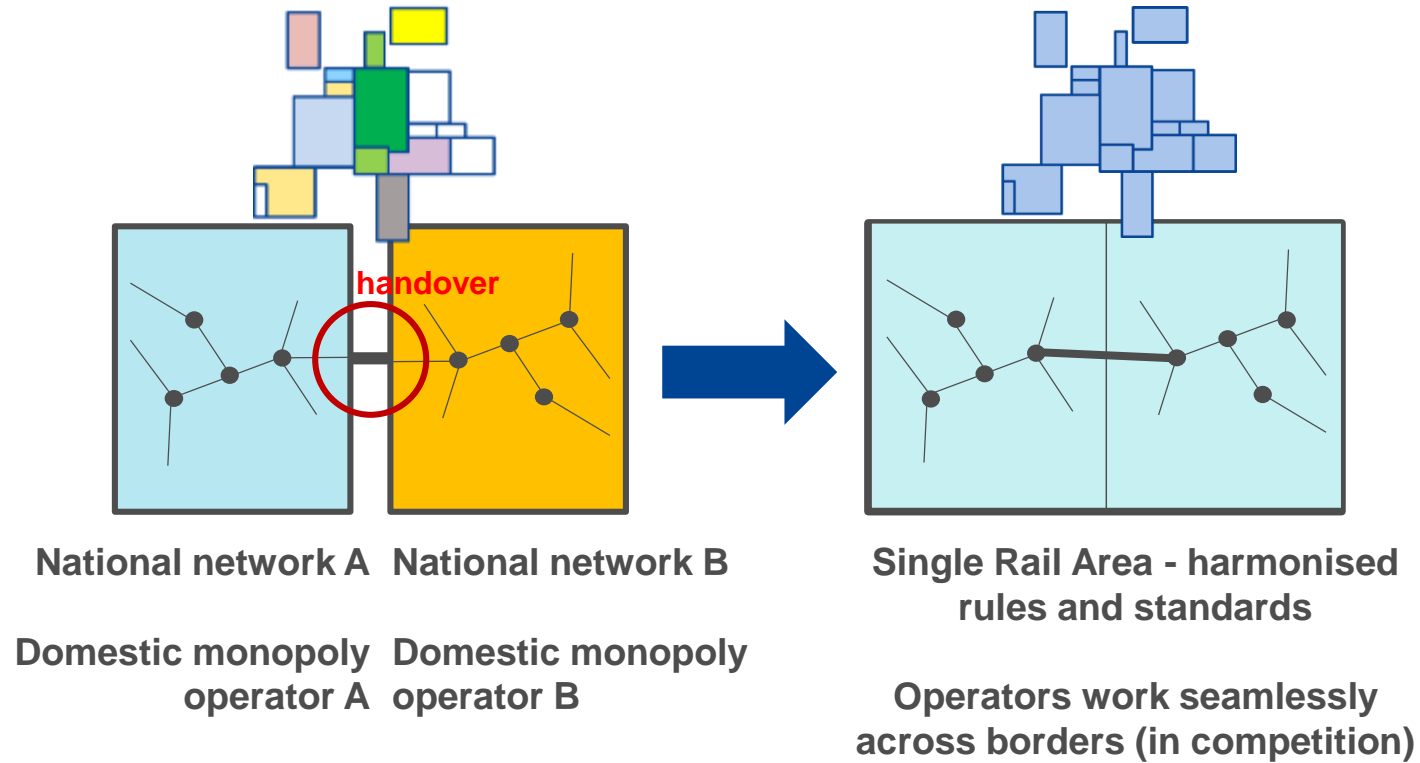 handover
National network A
National network B
Domestic monopoly
operator A
Domestic monopoly
operator B
Single Rail Area - harmonised
rules and standards
Operators work seamlessly
across borders (in competition)